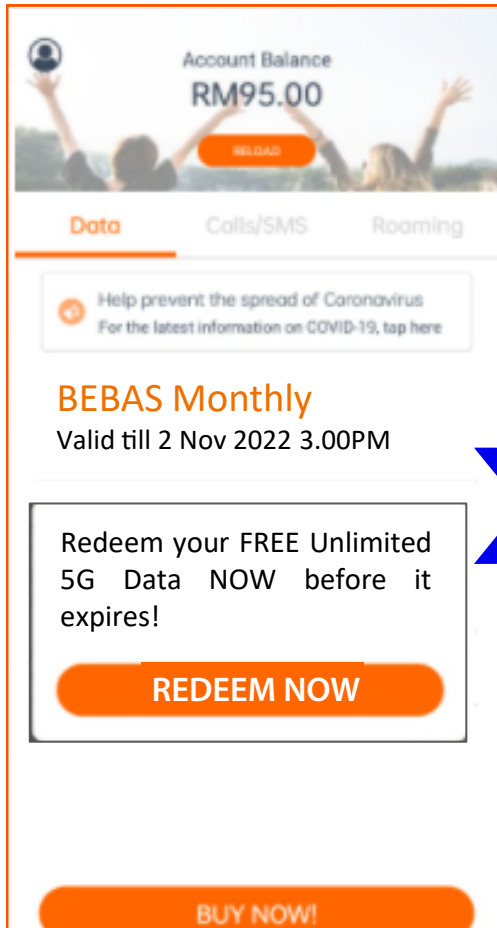 Account Balance
RM95.00
RELOAD
Data Calls/SMS Roaming
Help prevent the spread of Coronavirus
For the latest information on COVID-19, tap here
BEBAS Monthly
Valid till 2 Nov 2022 3.00PM
Redeem your FREE Unlimited
5G Data NOW before it
expires!
REDEEM NOW
BUY NOW!